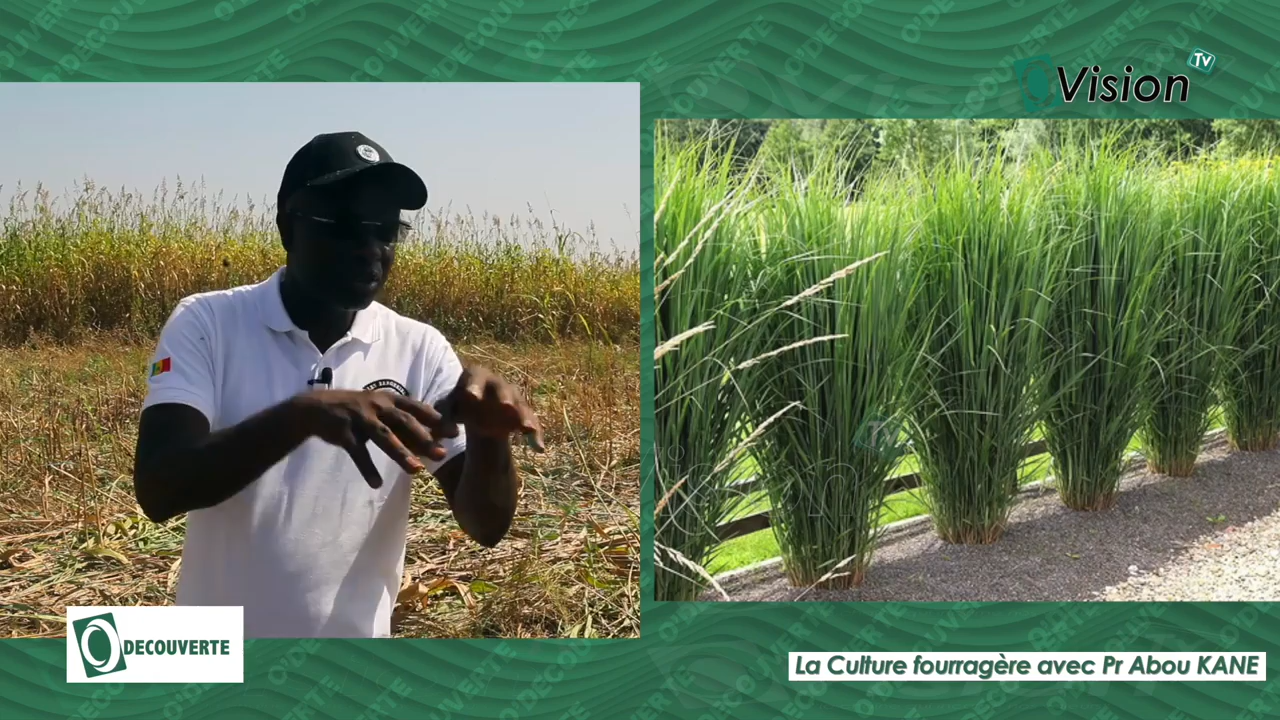 O Vision Tv
O DECOUVERTE
La Culture fourragère avec Pr Abou KANE